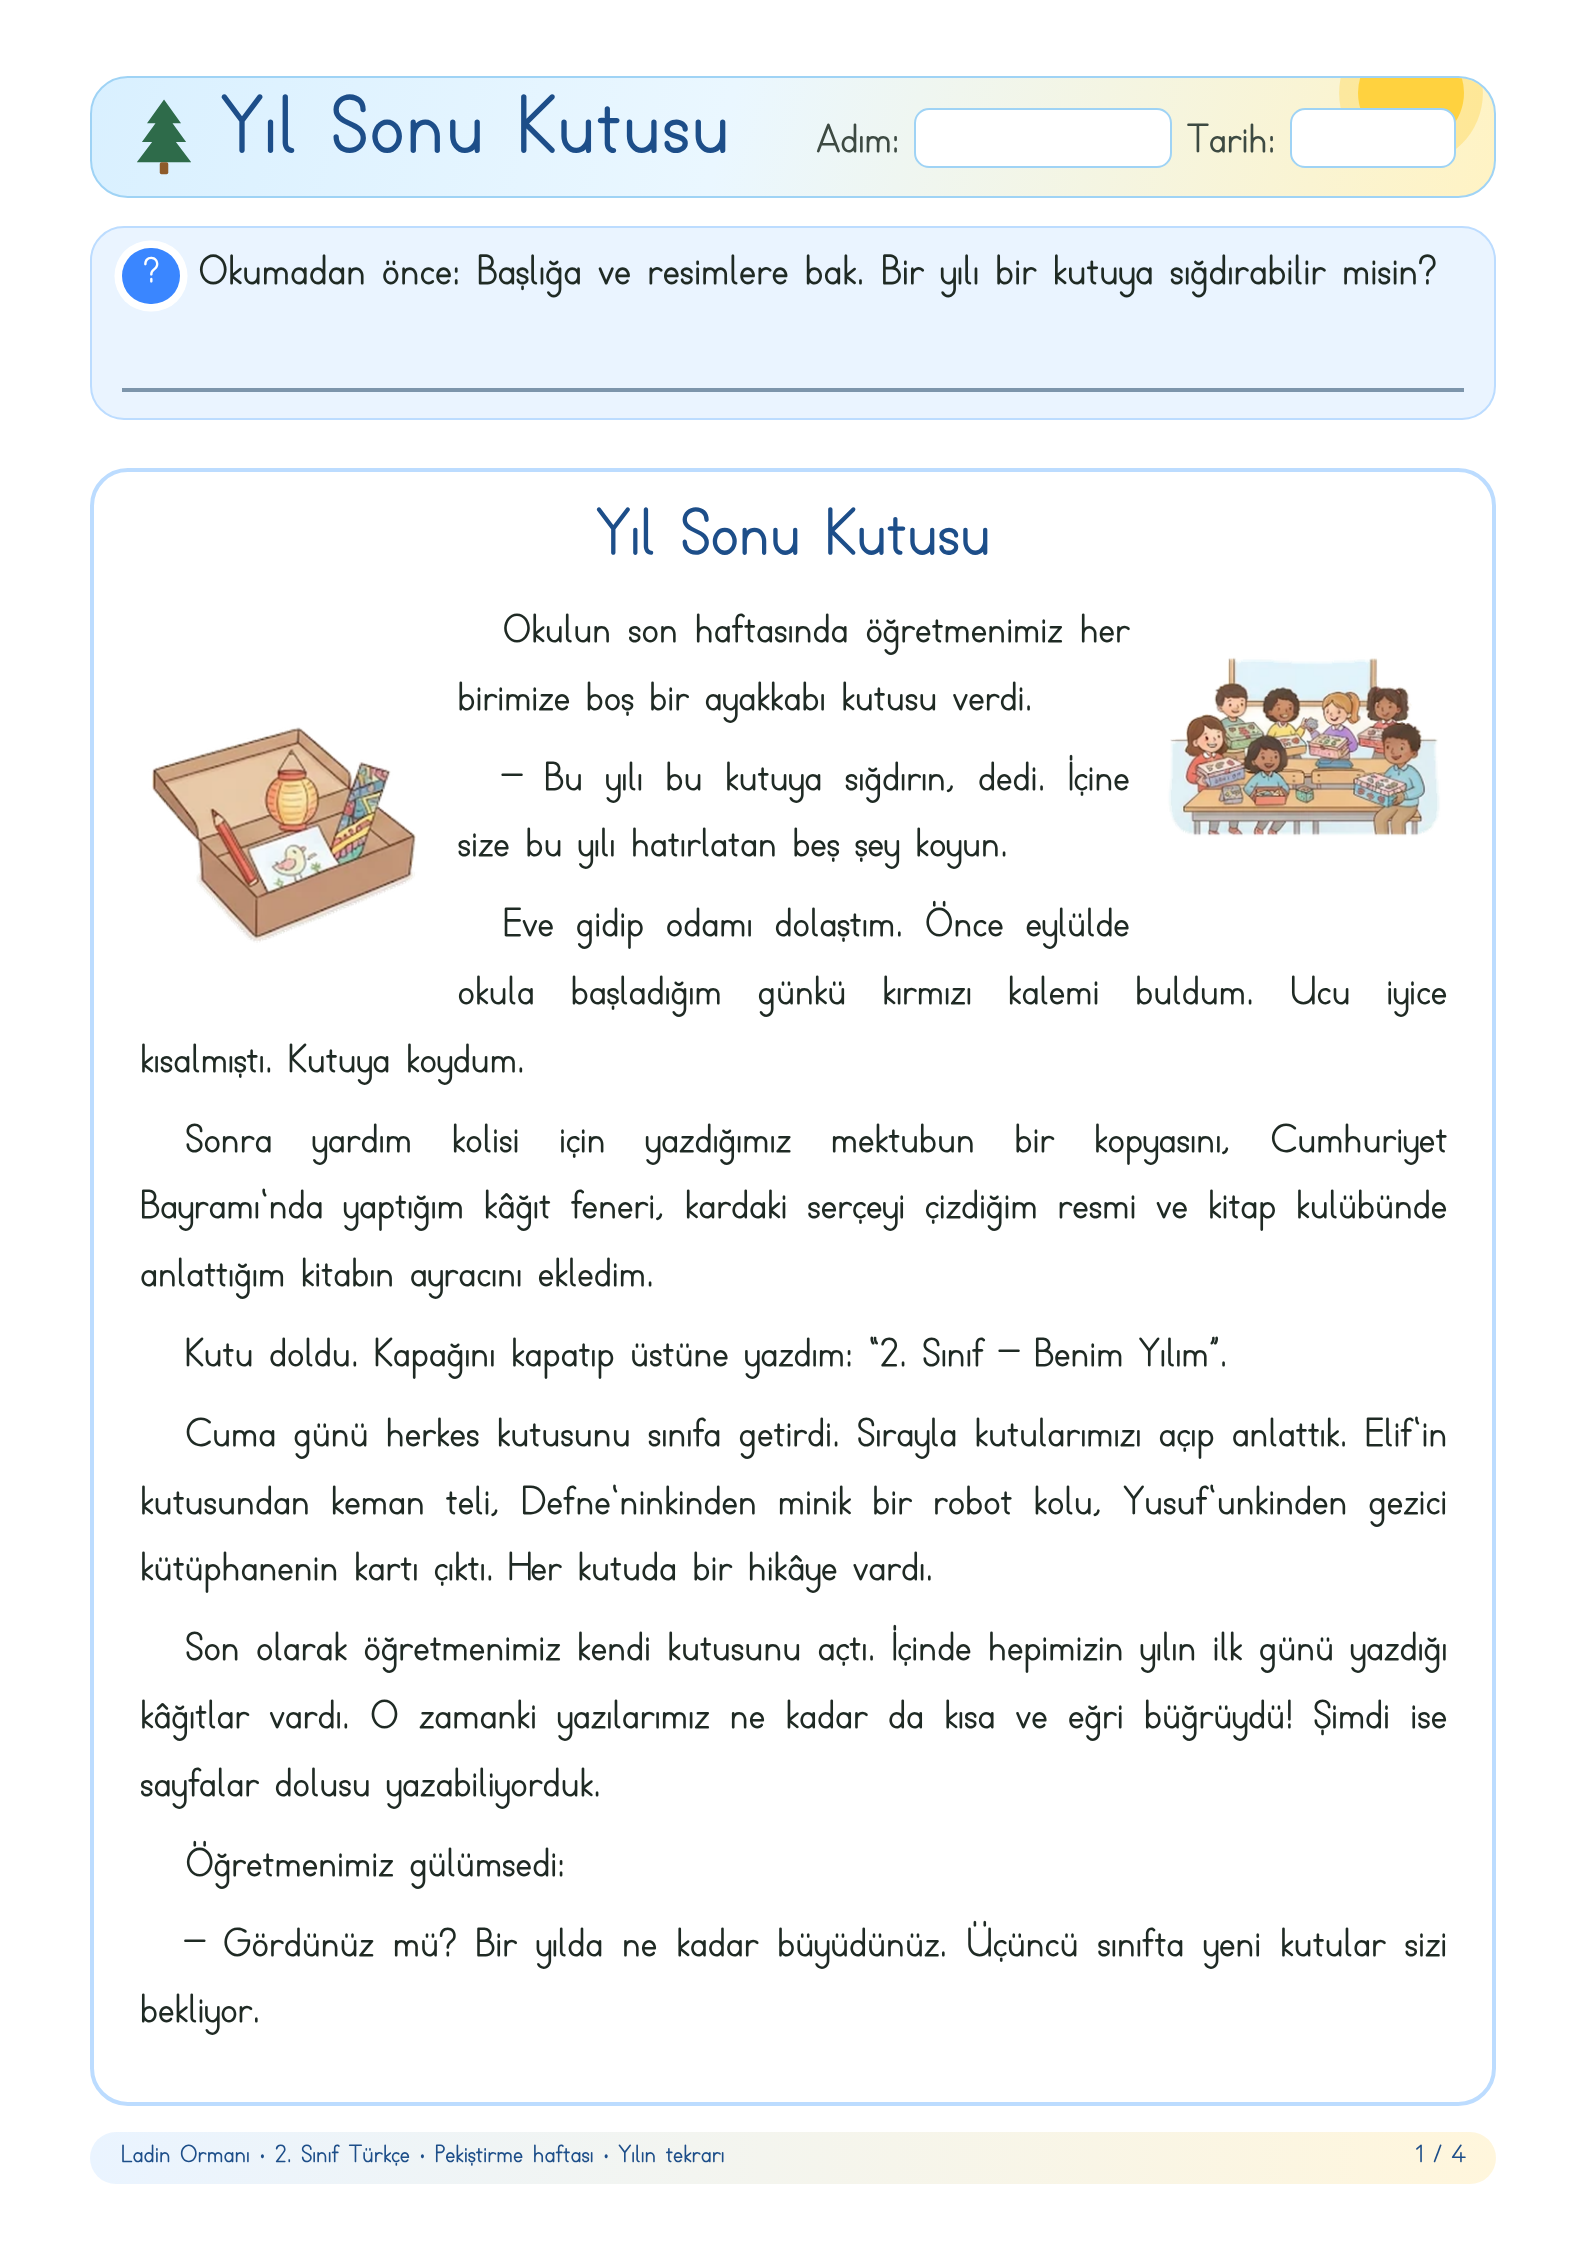 Yıl Sonu Kutusu
Adım:
Tarih:
?
Okumadan önce: Başlığa ve resimlere bak. Bir yılı bir kutuya sığdırabilir misin?
Yıl Sonu Kutusu
Okulun son haftasında öğretmenimiz her
birimize boş bir ayakkabı kutusu verdi.
– Bu yılı bu kutuya sığdırın, dedi. İçine
size bu yılı hatırlatan beş şey koyun.
Eve gidip odamı dolaştım. Önce eylülde
okula başladığım günkü kırmızı kalemi buldum. Ucu iyice
kısalmıştı. Kutuya koydum.
Sonra yardım kolisi için yazdığımız mektubun bir kopyasını, Cumhuriyet
Bayramı‛nda yaptığım kâğıt feneri, kardaki serçeyi çizdiğim resmi ve kitap kulübünde
anlattığım kitabın ayracını ekledim.
Kutu doldu. Kapağını kapatıp üstüne yazdım: “2. Sınıf – Benim Yılım”.
Cuma günü herkes kutusunu sınıfa getirdi. Sırayla kutularımızı açıp anlattık. Elif‛in
kutusundan keman teli, Defne‛ninkinden minik bir robot kolu, Yusuf‛unkinden gezici
kütüphanenin kartı çıktı. Her kutuda bir hikâye vardı.
Son olarak öğretmenimiz kendi kutusunu açtı. İçinde hepimizin yılın ilk günü yazdığı
kâğıtlar vardı. O zamanki yazılarımız ne kadar da kısa ve eğri büğrüydü! Şimdi ise
sayfalar dolusu yazabiliyorduk.
Öğretmenimiz gülümsedi:
– Gördünüz mü? Bir yılda ne kadar büyüdünüz. Üçüncü sınıfta yeni kutular sizi
bekliyor.
Ladin Ormanı • 2. Sınıf Türkçe • Pekiştirme haftası • Yılın tekrarı
1 / 4